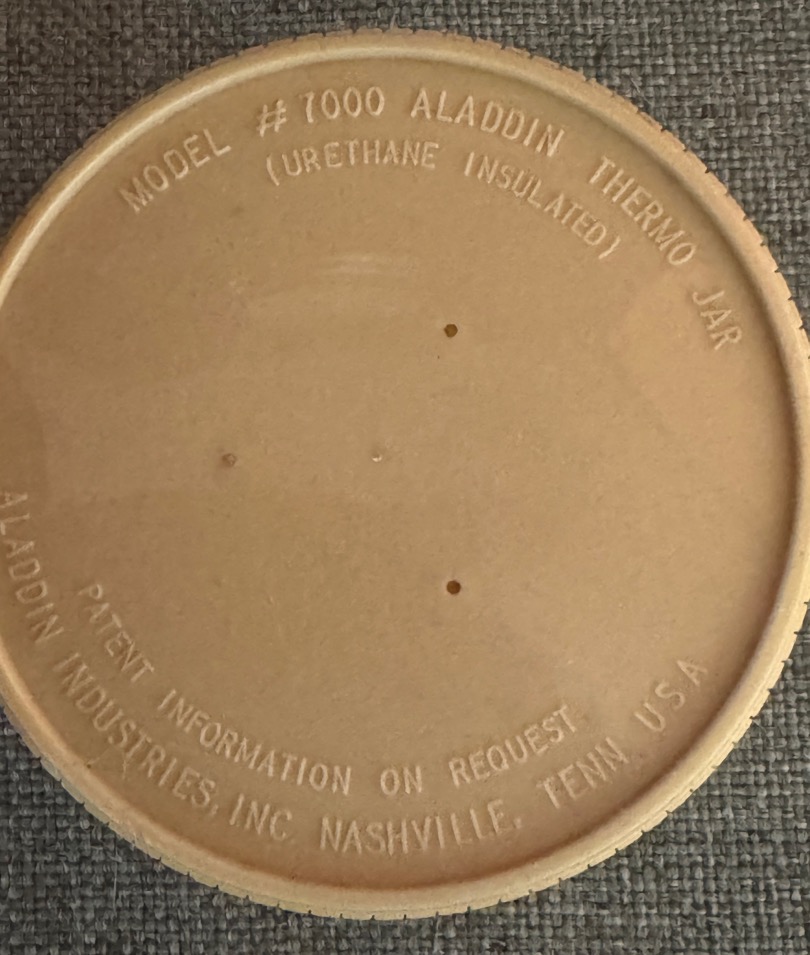 MODEL #7000 ALADDIN THERMO JAR
(URETHANE INSULATED)
PATENT INFORMATION ON REQUEST
ALADDIN INDUSTRIES, INC. NASHVILLE, TENN USA